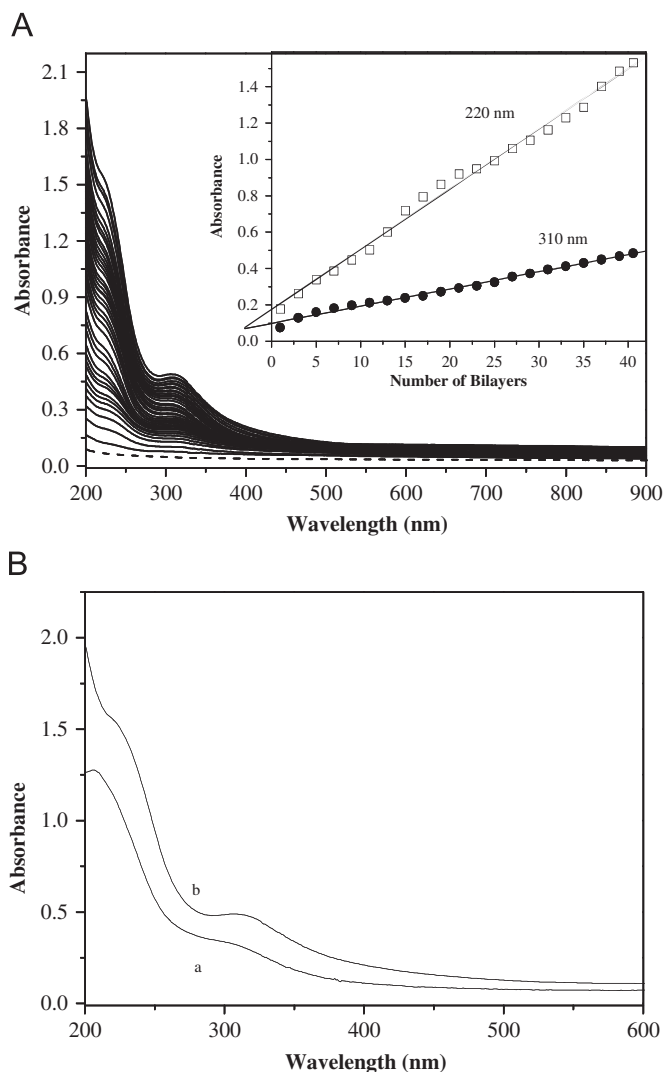 A
2.1
1.8
1.5
1.2
0.9
0.6
0.3
0.0
Absorbance
200 300 400 500 600 700 800 900
Wavelength (nm)
1.4
1.2
1.0
0.8
0.6
0.4
0.2
0.0
Absorbance
220 nm
310 nm
0 5 10 15 20 25 30 35 40
Number of Bilayers
B
2.0
1.5
1.0
0.5
0.0
Absorbance
b
a
200 300 400 500 600
Wavelength (nm)